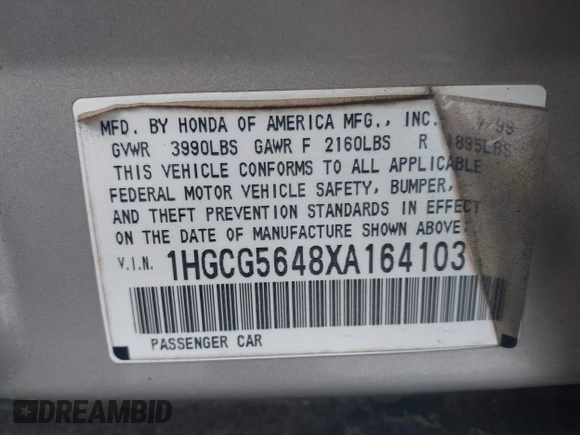 MFD. BY HONDA OF AMERICA MFG., INC. /99
GVWR 3990LBS GAWR F 2160LBS R 1895LBS
THIS VEHICLE CONFORMS TO ALL APPLICABLE
FEDERAL MOTOR VEHICLE SAFETY, BUMPER,
AND THEFT PREVENTION STANDARDS IN EFFECT
ON THE DATE OF MANUFACTURE SHOWN ABOVE.
V.I.N. 1HGCG5648XA164103
PASSENGER CAR
DREAMBID